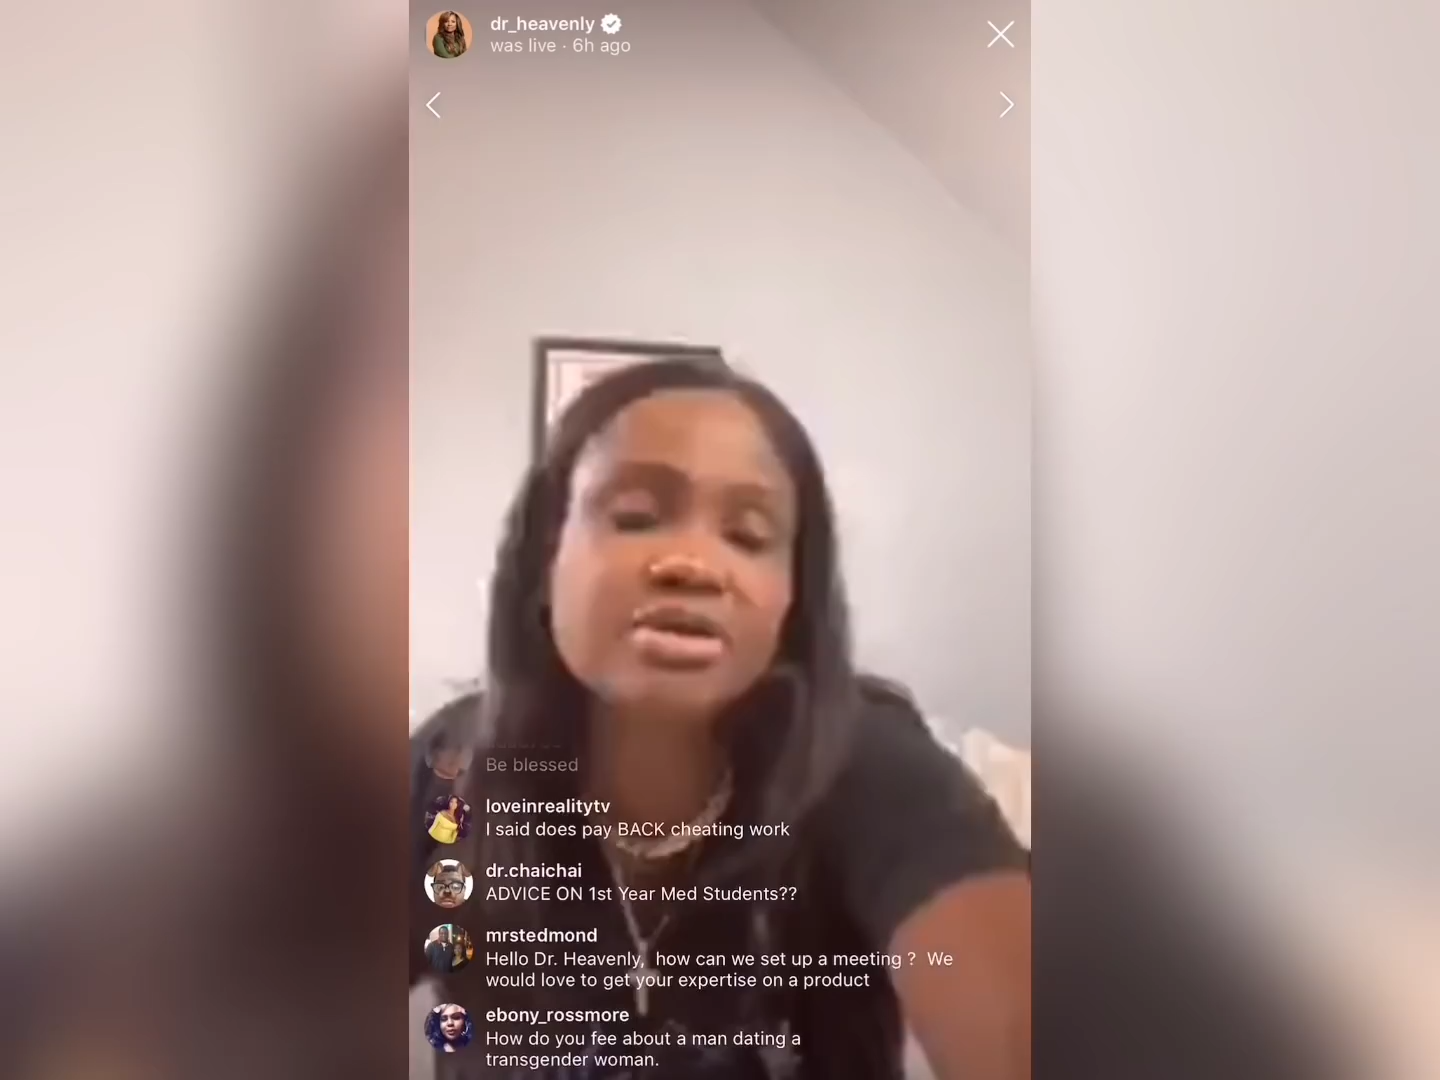 dr_heavenly
was live · 6h ago
Be blessed
loveinrealitytv
I said does pay BACK cheating work
dr.chaichai
ADVICE ON 1st Year Med Students??
mrstedmond
Hello Dr. Heavenly, how can we set up a meeting ? We
would love to get your expertise on a product
ebony_rossmore
How do you fee about a man dating a
transgender woman.